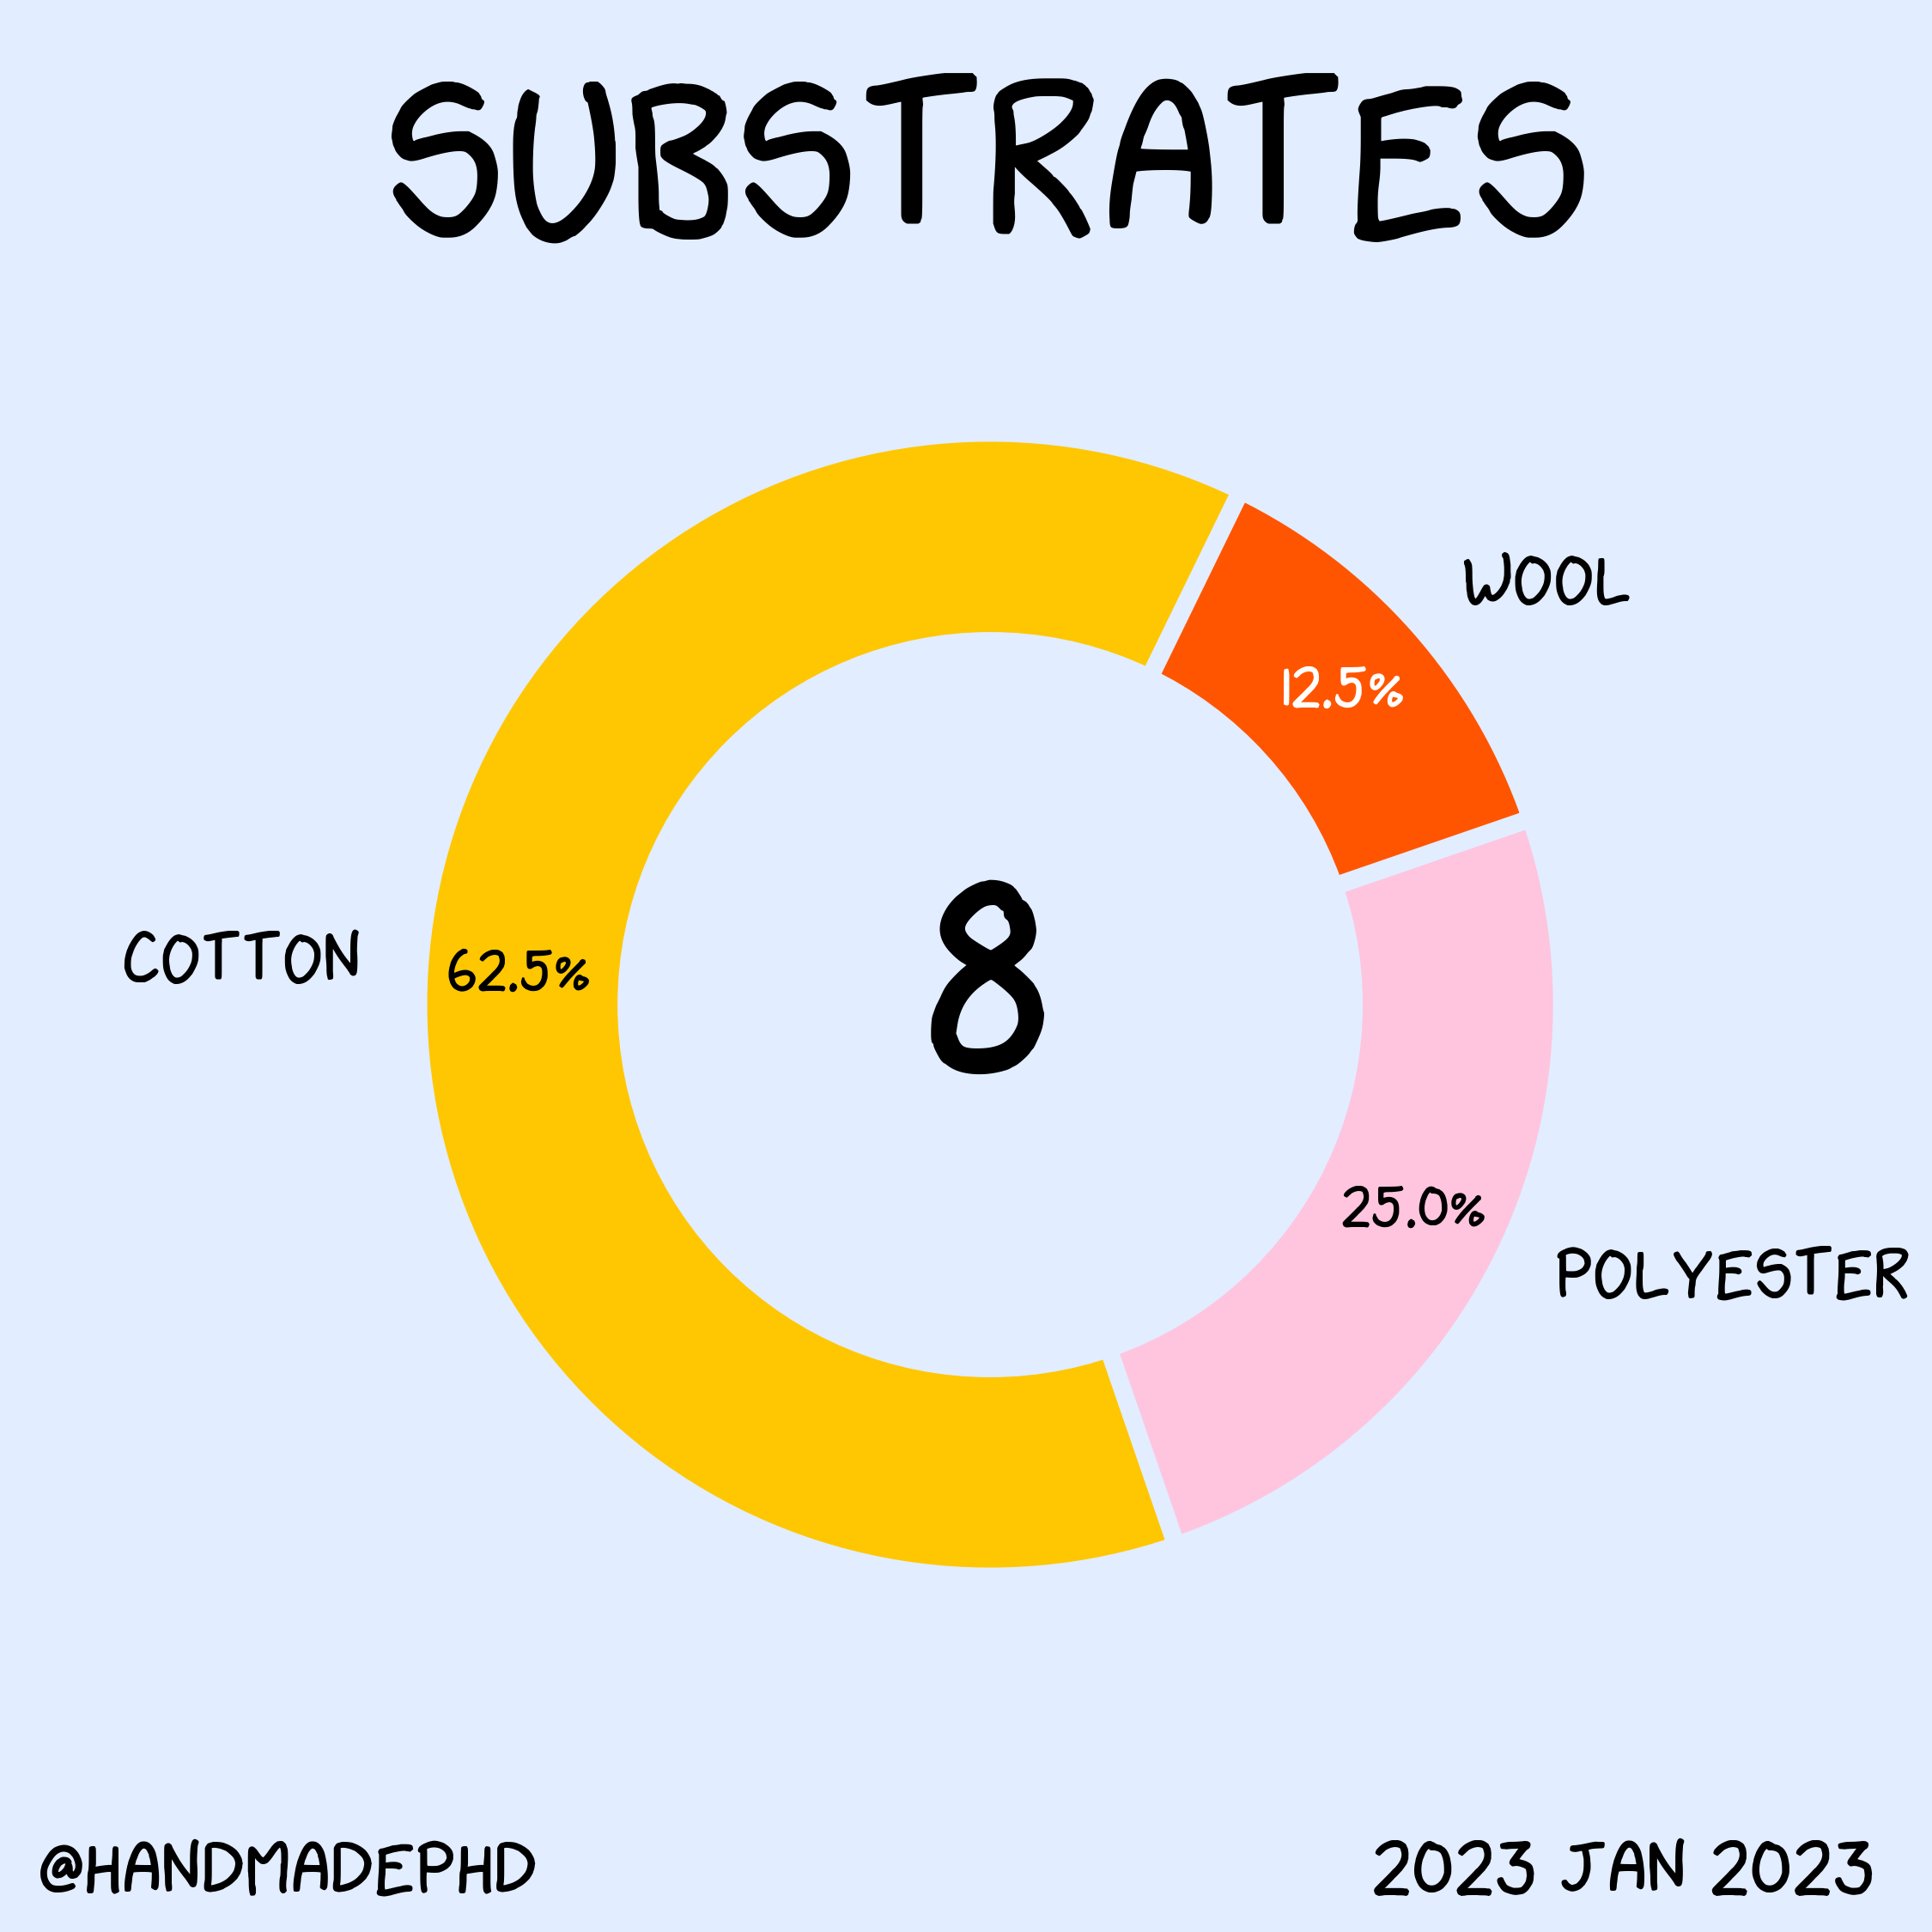 SUBSTRATES
WOOL
12.5%
COTTON
62.5%
8
25.0%
POLYESTER
@HANDMADEPHD
2023 JAN 2023